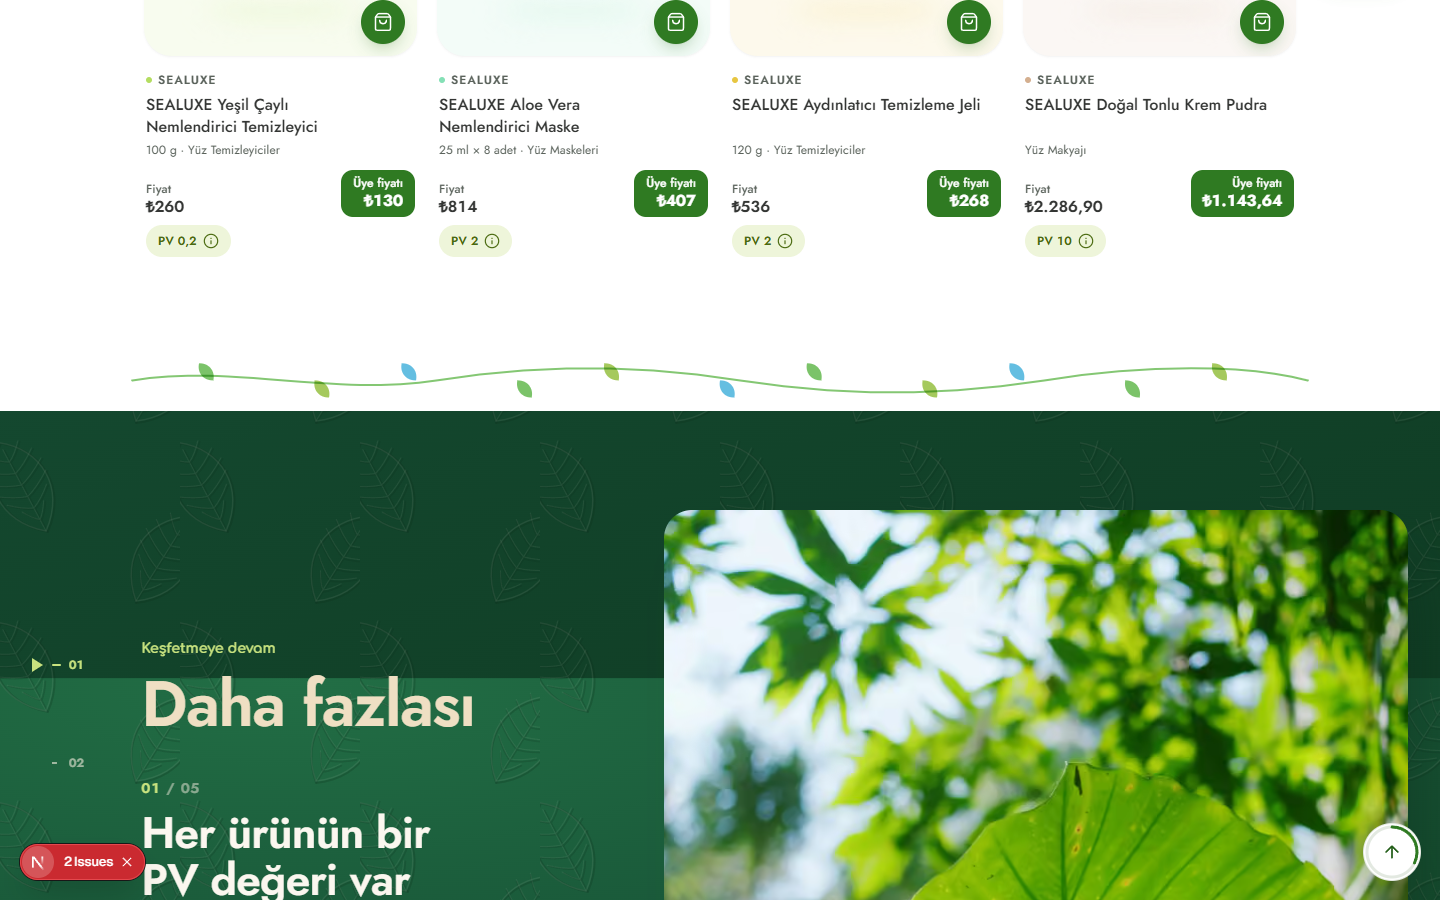 SEALUXE
SEALUXE Yeşil Çaylı
Nemlendirici Temizleyici
100 g · Yüz Temizleyiciler
Fiyat
₺260
Üye fiyatı
₺130
PV 0,2
SEALUXE
SEALUXE Aloe Vera
Nemlendirici Maske
25 ml × 8 adet · Yüz Maskeleri
Fiyat
₺814
Üye fiyatı
₺407
PV 2
SEALUXE
SEALUXE Aydınlatıcı Temizleme Jeli
120 g · Yüz Temizleyiciler
Fiyat
₺536
Üye fiyatı
₺268
PV 2
SEALUXE
SEALUXE Doğal Tonlu Krem Pudra
Yüz Makyajı
Fiyat
₺2.286,90
Üye fiyatı
₺1.143,64
PV 10
01
02
Keşfetmeye devam
Daha fazlası
01 / 05
Her ürünün bir
PV değeri var
N 2 Issues